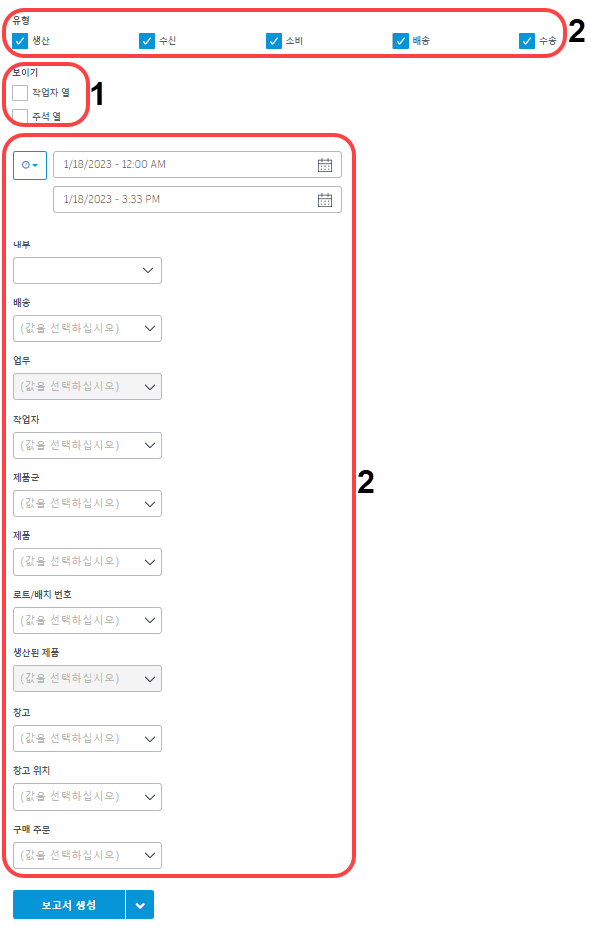 유형
생산 수신 소비 배송 수송 2
보이기
작업자 열 1
주석 열
1/18/2023 - 12:00 AM
1/18/2023 - 3:33 PM
내부
배송
(값을 선택하십시오)
업무
(값을 선택하십시오)
작업자
(값을 선택하십시오)
제품군
(값을 선택하십시오) 2
제품
(값을 선택하십시오)
로트/배치 번호
(값을 선택하십시오)
생산된 제품
(값을 선택하십시오)
창고
(값을 선택하십시오)
창고 위치
(값을 선택하십시오)
구매 주문
(값을 선택하십시오)
보고서 생성